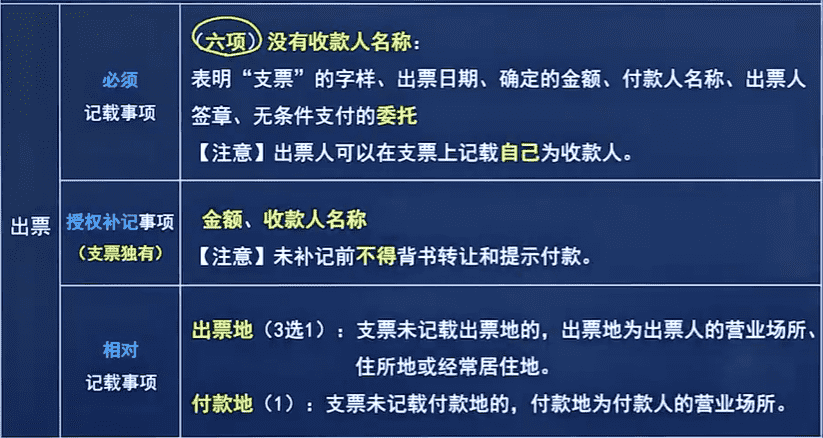 出票
必须
记载事项
(六项)没有收款人名称:
表明“支票”的字样、出票日期、确定的金额、付款人名称、出票人
签章、无条件支付的委托
【注意】出票人可以在支票上记载自己为收款人。
授权补记事项
(支票独有)
金额、收款人名称
【注意】未补记前不得背书转让和提示付款。
相对
记载事项
出票地(3选1):支票未记载出票地的,出票地为出票人的营业场所、
住所地或经常居住地。
付款地(1):支票未记载付款地的,付款地为付款人的营业场所。